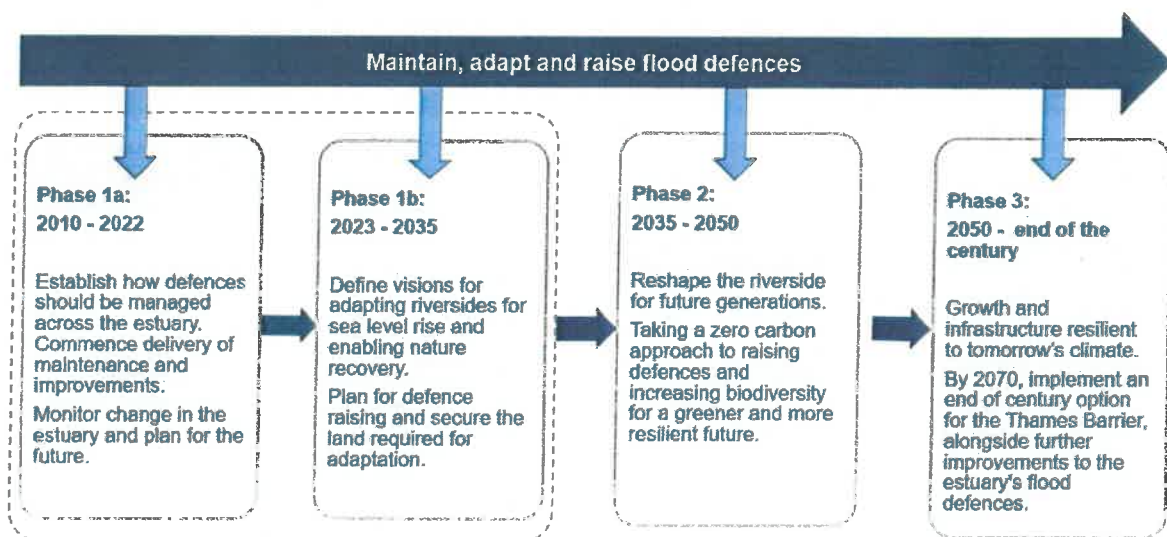 Maintain, adapt and raise flood defences
Phase 1a:
2010 - 2022
Establish how defences
should be managed
across the estuary.
Commence delivery of
maintenance and
improvements.
Monitor change in the
estuary and plan for the
future.
Phase 1b:
2023 - 2035
Define visions for
adapting riversides for
sea level rise and
enabling nature
recovery.
Plan for defence
raising and secure the
land required for
adaptation.
Phase 2:
2035 - 2050
Reshape the riverside
for future generations.
Taking a zero carbon
approach to raising
defences and
increasing biodiversity
for a greener and more
resilient future.
Phase 3:
2050 - end of the
century
Growth and
infrastructure resilient
to tomorrow's climate.
By 2070, implement an
end of century option
for the Thames Barrier,
alongside further
improvements to the
estuary's flood
defences.